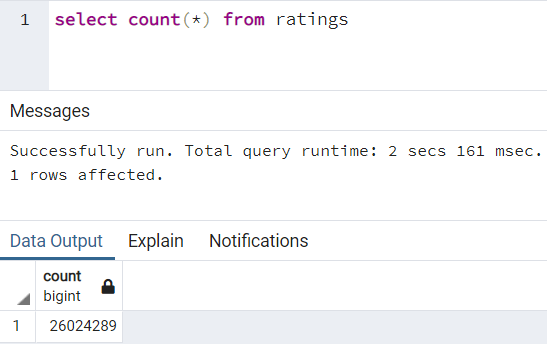 1 select count(*) from ratings
Messages
Successfully run. Total query runtime: 2 secs 161 msec.
1 rows affected.
Data Output Explain Notifications
count
bigint
1 26024289